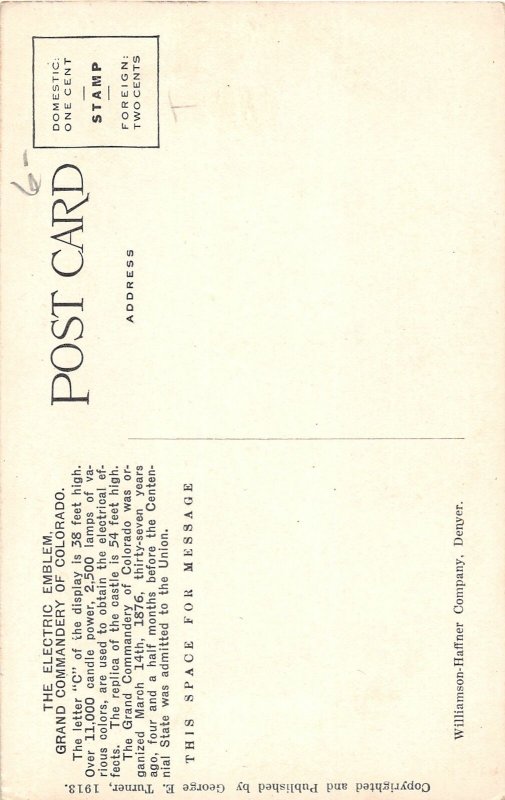 THE ELECTRIC EMBLEM,
GRAND COMMANDERY OF COLORADO.
The letter "C" of the display is 38 feet high.
Over 11,000 candle power, 2,500 lamps of va-
rious colors, are used to obtain the electrical ef-
fects. The replica of the castle is 54 feet high.
The Grand Commandery of Colorado was or-
ganized March 14th, 1876, thirty-seven years
ago, four and a half months before the Centen-
nial State was admitted to the Union.
THIS SPACE FOR MESSAGE
POST CARD
ADDRESS
DOMESTIC:
ONE CENT
STAMP
FOREIGN:
TWO CENTS
6-
T
Williamson-Haffner Company, Denver.
Copyrighted and Published by George E. Turner, 1913.